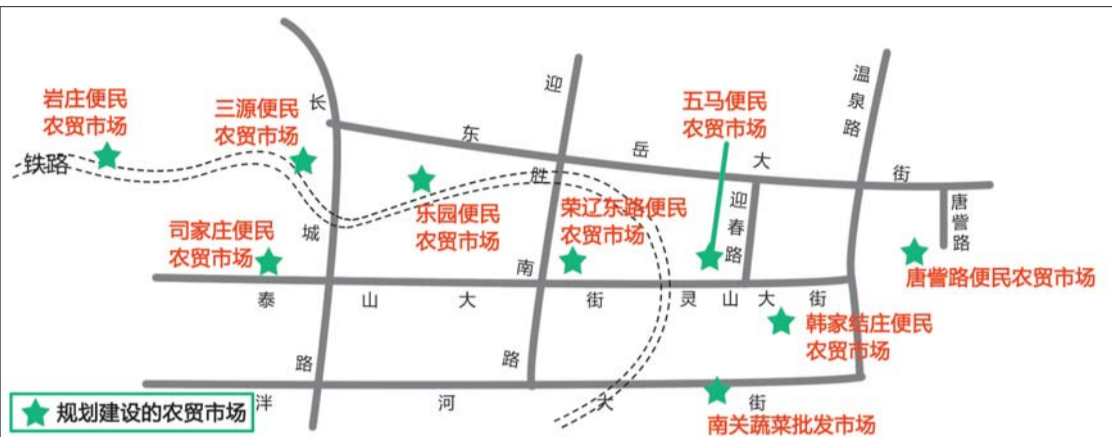 岩庄便民
农贸市场
三源便民
农贸市场
五马便民
农贸市场
铁路
长城路
东岳大街
迎胜南路
温泉路
迎春路
唐訾路
乐园便民
农贸市场
荣辽东路便民
农贸市场
司家庄便民
农贸市场
唐訾路便民农贸市场
泰山大街
灵山大街
韩家结庄便民
农贸市场
泮河大街
南关蔬菜批发市场
规划建设的农贸市场